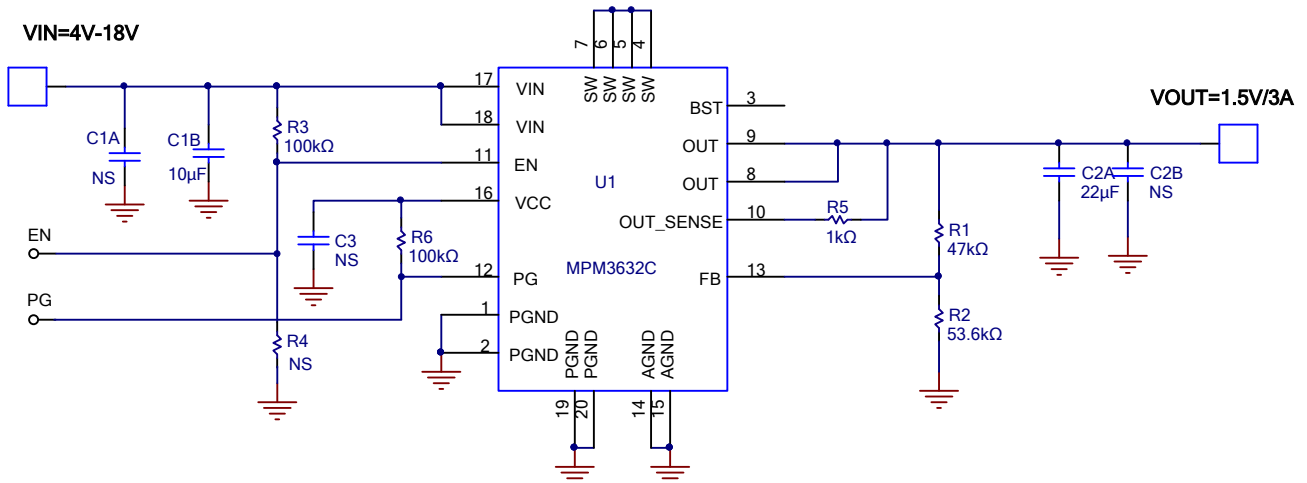 VIN=4V-18V
VOUT=1.5V/3A
7
6
5
4
SW
SW
SW
SW
17
VIN
18
VIN
11
EN
16
VCC
12
PG
1
PGND
2
PGND
3
BST
9
OUT
8
OUT
10
OUT_SENSE
13
FB
U1
MPM3632C
PGND
PGND
AGND
AGND
19
20
14
15
C1A
NS
C1B
10µF
R3
100kΩ
C3
NS
R6
100kΩ
EN
PG
R4
NS
R5
1kΩ
R1
47kΩ
R2
53.6kΩ
C2A
22µF
C2B
NS